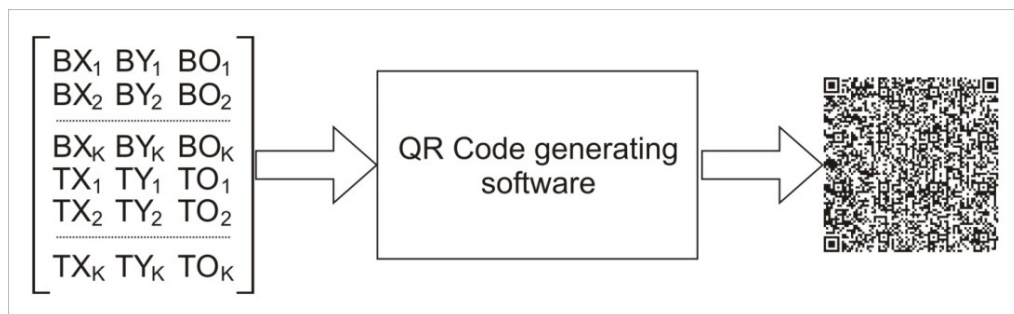 BX₁ BY₁ BO₁
BX₂ BY₂ BO₂
BXₖ BYₖ BOₖ
TX₁ TY₁ TO₁
TX₂ TY₂ TO₂
TXₖ TYₖ TOₖ
QR Code generating
software